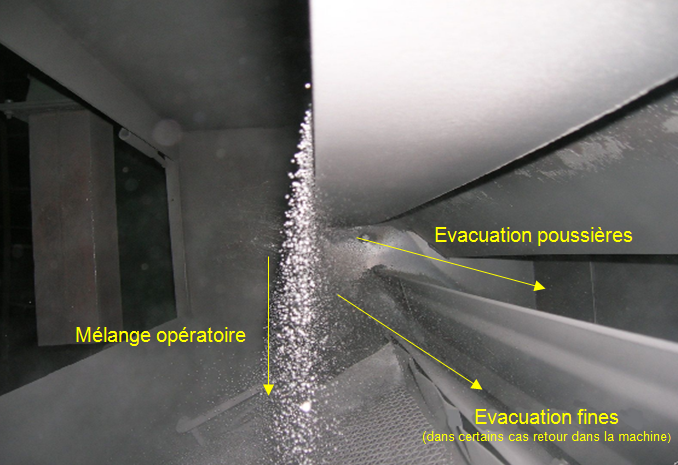 Evacuation poussières
Mélange opératoire
Evacuation fines
(dans certains cas retour dans la machine)